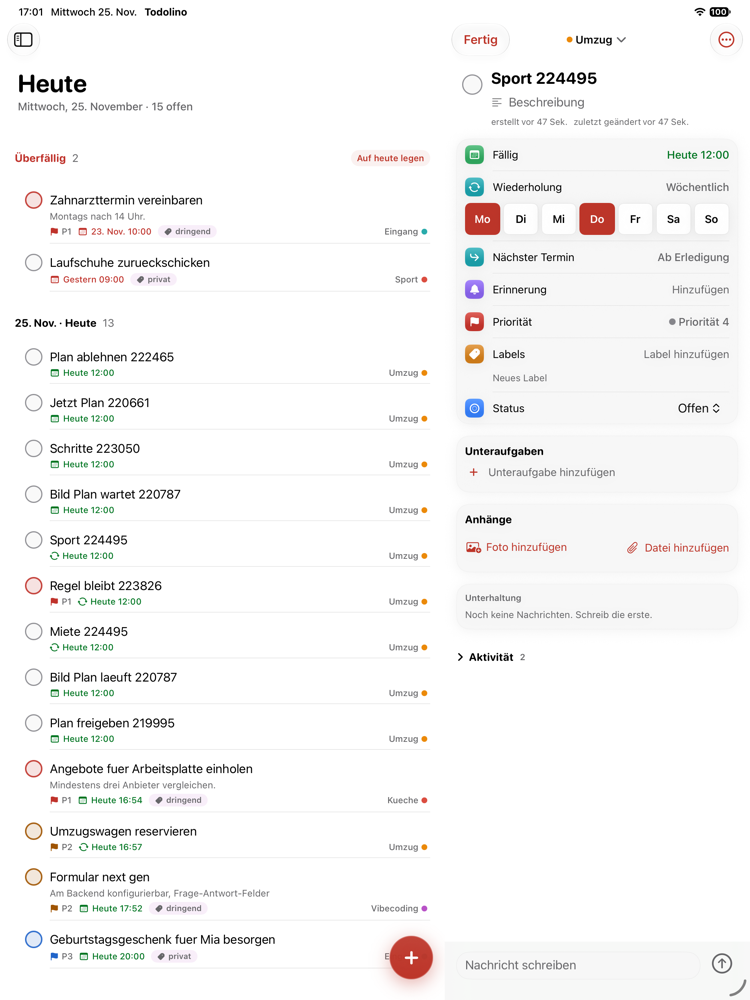 17:01 Mittwoch 25. Nov. Todolino
100
Heute
Mittwoch, 25. November · 15 offen
Überfällig 2
Auf heute legen
Zahnarzttermin vereinbaren
Montags nach 14 Uhr.
P1 23. Nov. 10:00 dringend
Eingang
Laufschuhe zurueckschicken
Gestern 09:00 privat
Sport
25. Nov. · Heute 13
Plan ablehnen 222465
Heute 12:00
Umzug
Jetzt Plan 220661
Heute 12:00
Umzug
Schritte 223050
Heute 12:00
Umzug
Bild Plan wartet 220787
Heute 12:00
Umzug
Sport 224495
Heute 12:00
Umzug
Regel bleibt 223826
P1 Heute 12:00
Umzug
Miete 224495
Heute 12:00
Umzug
Bild Plan laeuft 220787
Heute 12:00
Umzug
Plan freigeben 219995
Heute 12:00
Umzug
Angebote fuer Arbeitsplatte einholen
Mindestens drei Anbieter vergleichen.
P1 Heute 16:54 dringend
Kueche
Umzugswagen reservieren
P2 Heute 16:57
Umzug
Formular next gen
Am Backend konfigurierbar, Frage-Antwort-Felder
P2 Heute 17:52 dringend
Vibecoding
Geburtstagsgeschenk fuer Mia besorgen
P3 Heute 20:00 privat
Fertig
Umzug
Sport 224495
Beschreibung
erstellt vor 47 Sek. zuletzt geändert vor 47 Sek.
Fällig
Heute 12:00
Wiederholung
Wöchentlich
Mo Di Mi Do Fr Sa So
Nächster Termin
Ab Erledigung
Erinnerung
Hinzufügen
Priorität
Priorität 4
Labels
Label hinzufügen
Neues Label
Status
Offen
Unteraufgaben
Unteraufgabe hinzufügen
Anhänge
Foto hinzufügen
Datei hinzufügen
Unterhaltung
Noch keine Nachrichten. Schreib die erste.
Aktivität 2
Nachricht schreiben